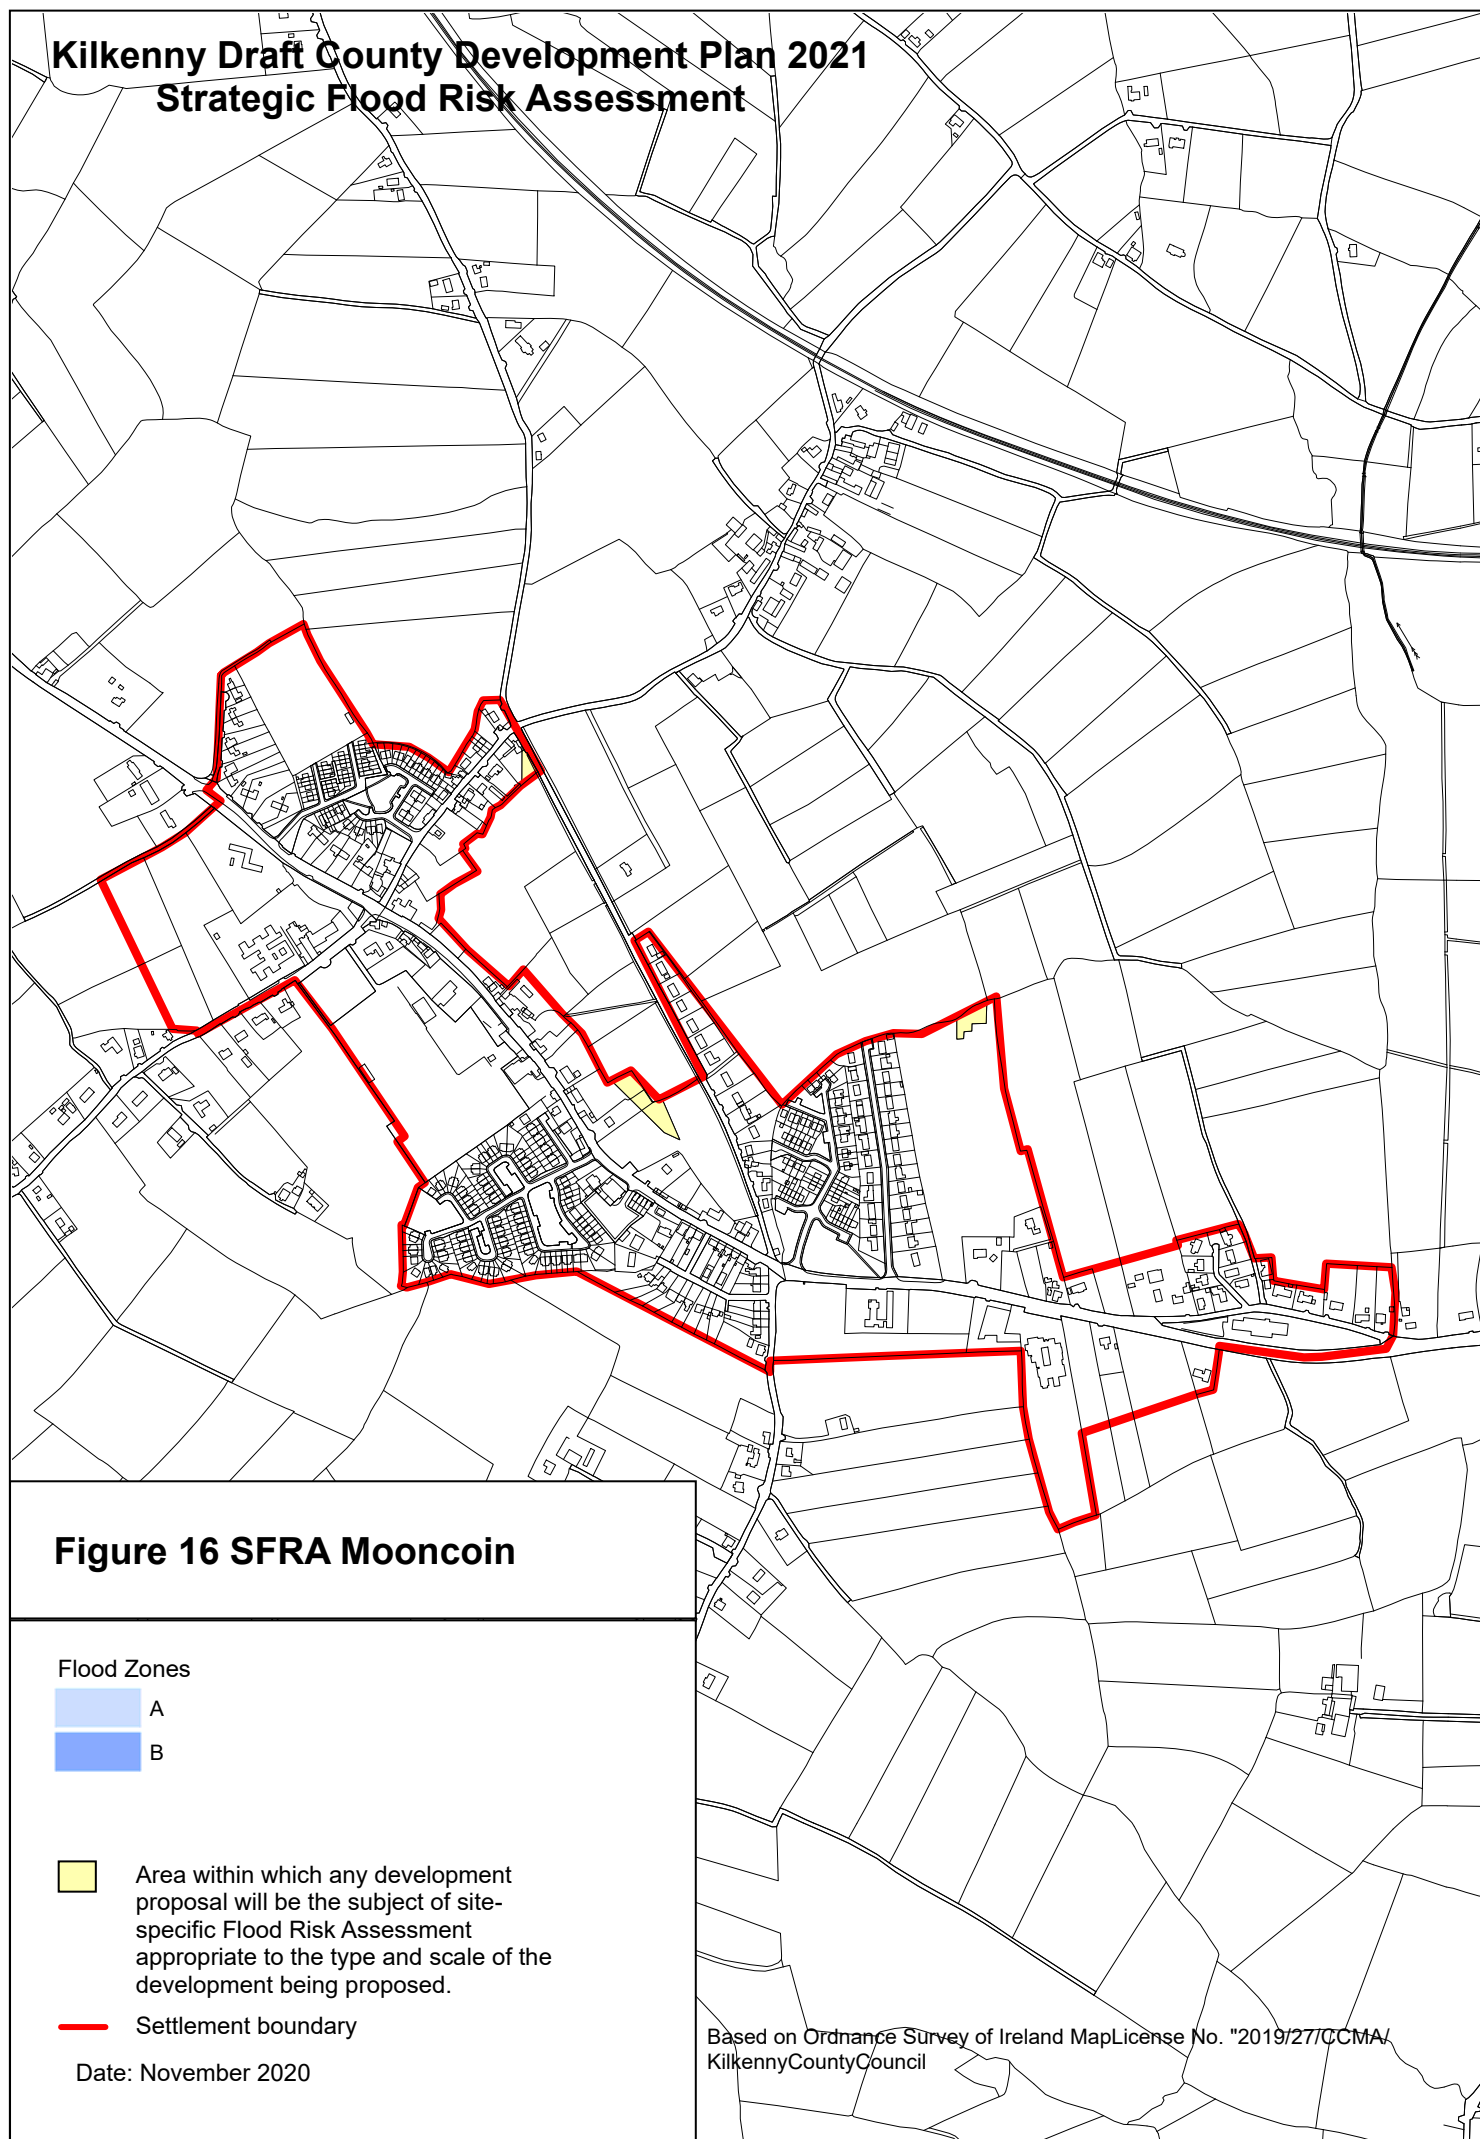 Kilkenny Draft County Development Plan 2021
Strategic Flood Risk Assessment
Figure 16 SFRA Mooncoin
Flood Zones
A
B
Area within which any development
proposal will be the subject of site-
specific Flood Risk Assessment
appropriate to the type and scale of the
development being proposed.
Settlement boundary
Date: November 2020
Based on Ordnance Survey of Ireland MapLicense No. "2019/27/CCMA/
KilkennyCountyCouncil